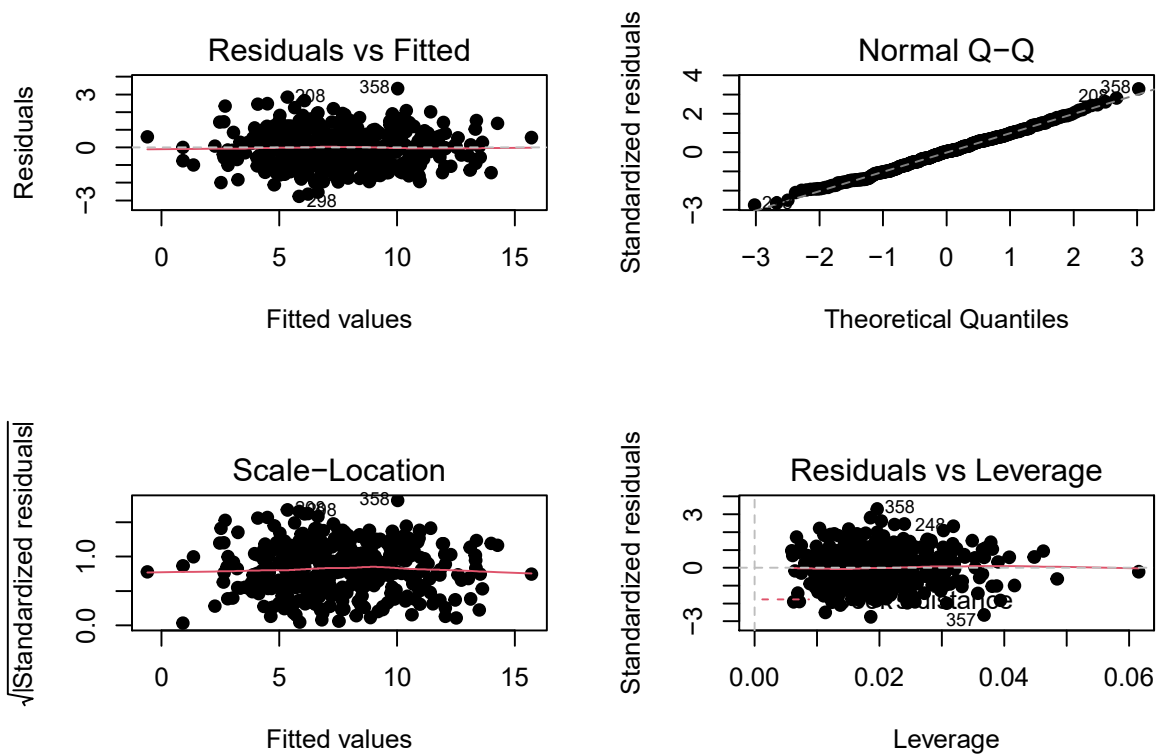 Residuals vs Fitted
Residuals
3
0
−3
208
358
298
0 5 10 15
Fitted values
Normal Q−Q
Standardized residuals
4
2
0
−3
358
208
−3 −2 −1 0 1 2 3
Theoretical Quantiles
Scale−Location
√|Standardized residuals|
1.0
0.0
358
0 5 10 15
Fitted values
Residuals vs Leverage
Standardized residuals
3
0
−3
358
248
distance
357
0.00 0.02 0.04 0.06
Leverage